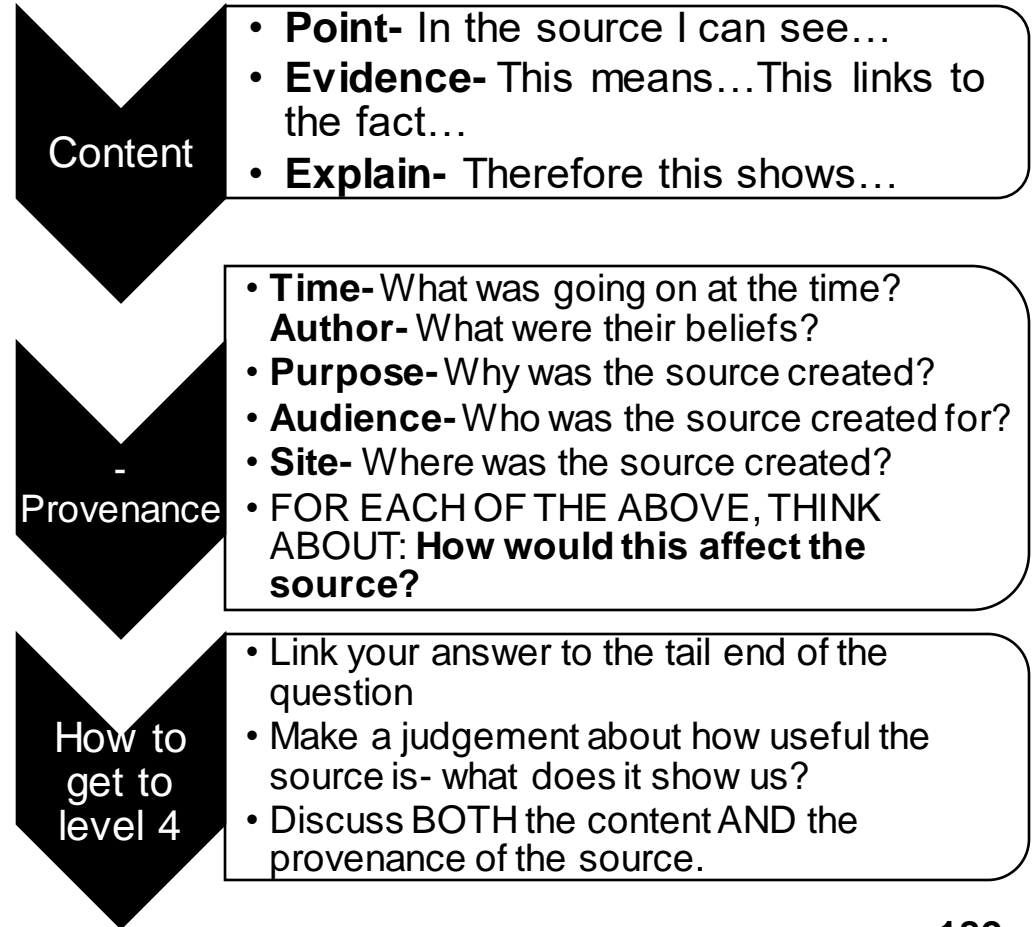 Content
• Point- In the source I can see…
• Evidence- This means…This links to
the fact…
• Explain- Therefore this shows…
-
Provenance
• Time- What was going on at the time?
Author- What were their beliefs?
• Purpose- Why was the source created?
• Audience- Who was the source created for?
• Site- Where was the source created?
• FOR EACH OF THE ABOVE, THINK
ABOUT: How would this affect the
source?
How to
get to
level 4
• Link your answer to the tail end of the
question
• Make a judgement about how useful the
source is- what does it show us?
• Discuss BOTH the content AND the
provenance of the source.